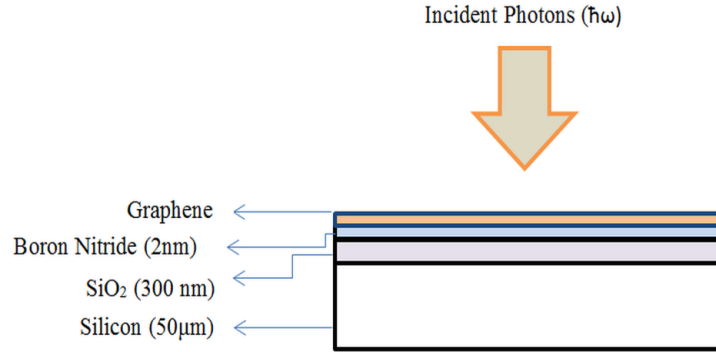 Incident Photons (ħω)
Graphene
Boron Nitride (2nm)
SiO₂ (300 nm)
Silicon (50μm)